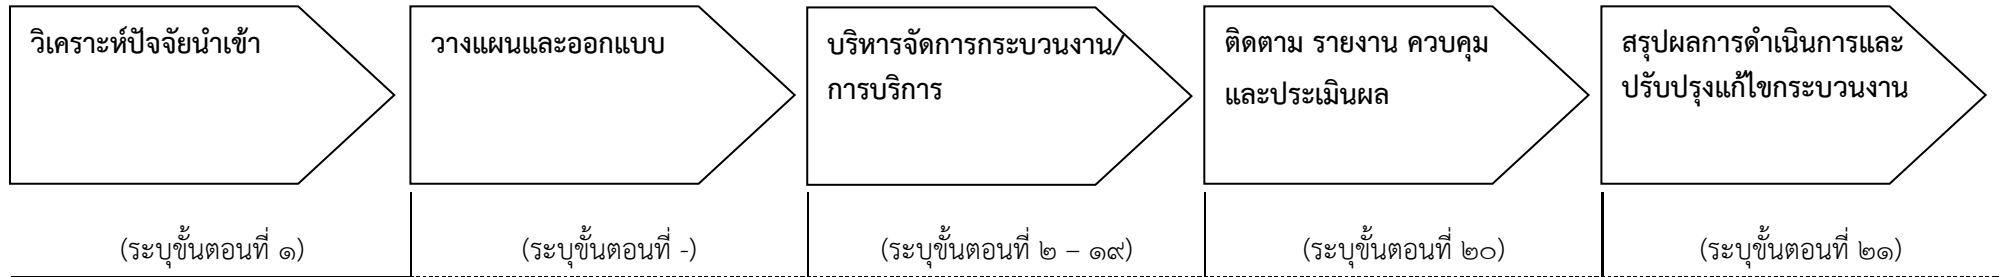 วิเคราะห์ปัจจัยนำเข้า
วางแผนและออกแบบ
บริหารจัดการกระบวนงาน/
การบริการ
ติดตาม รายงาน ควบคุม
และประเมินผล
สรุปผลการดำเนินการและ
ปรับปรุงแก้ไขกระบวนงาน
(ระบุขั้นตอนที่ ๑)
(ระบุขั้นตอนที่ -)
(ระบุขั้นตอนที่ ๒ – ๑๙)
(ระบุขั้นตอนที่ ๒๐)
(ระบุขั้นตอนที่ ๒๑)